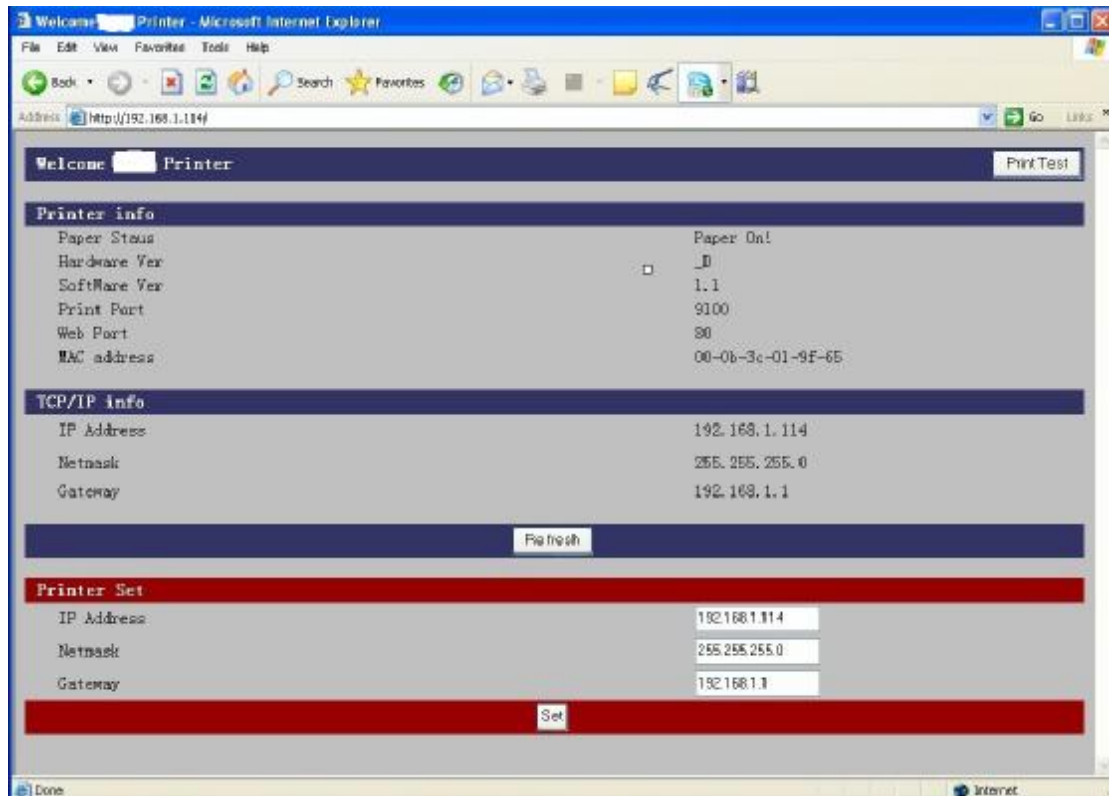 Welcome Printer - Microsoft Internet Explorer
File Edit View Favorites Tools Help
Back Search Favorites
Address http://192.168.1.114/ Go Links
Welcome Printer Print Test
Printer info
Paper Staus Paper On!
Hardware Ver
SoftWare Ver 1.1
Print Port 9100
Web Port 80
MAC address 00-0b-3c-01-9f-65
TCP/IP info
IP Address 192.168.1.114
Netmask 255.255.255.0
Gateway 192.168.1.1
Refresh
Printer Set
IP Address 192.168.1.114
Netmask 255.255.255.0
Gateway 192.168.1.1
Set
Done Internet